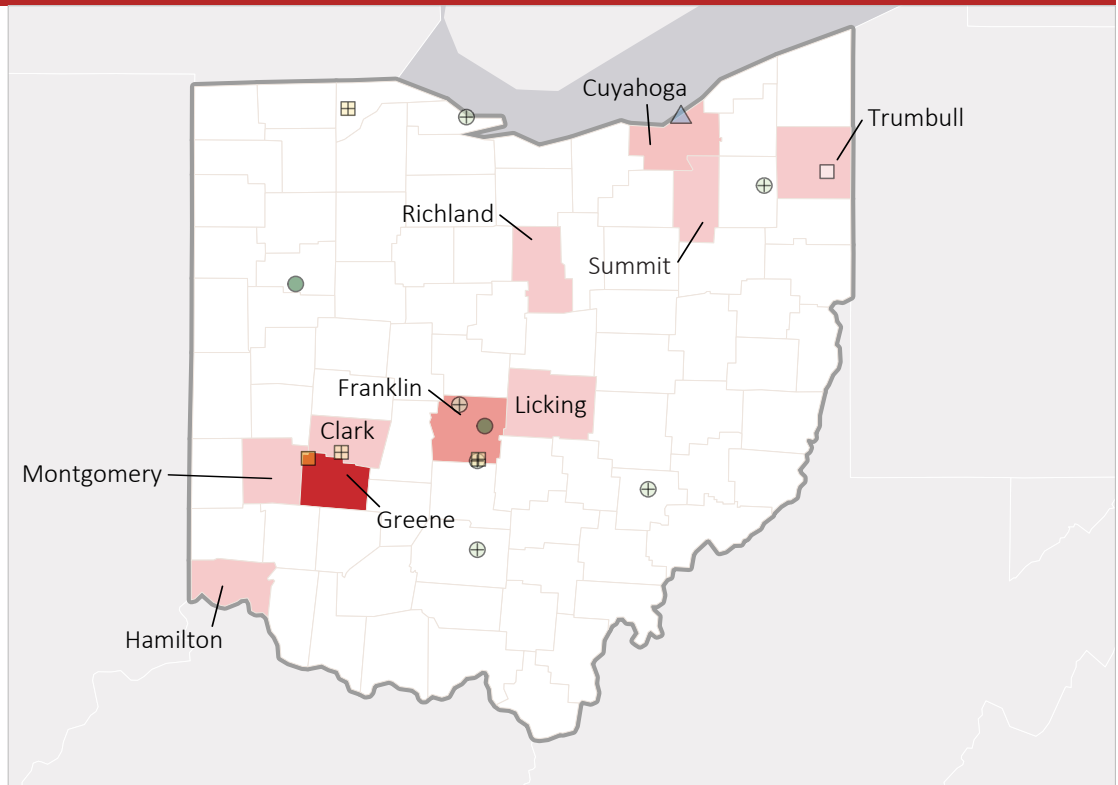 Cuyahoga
Trumbull
Richland
Summit
Franklin
Licking
Clark
Montgomery
Greene
Hamilton